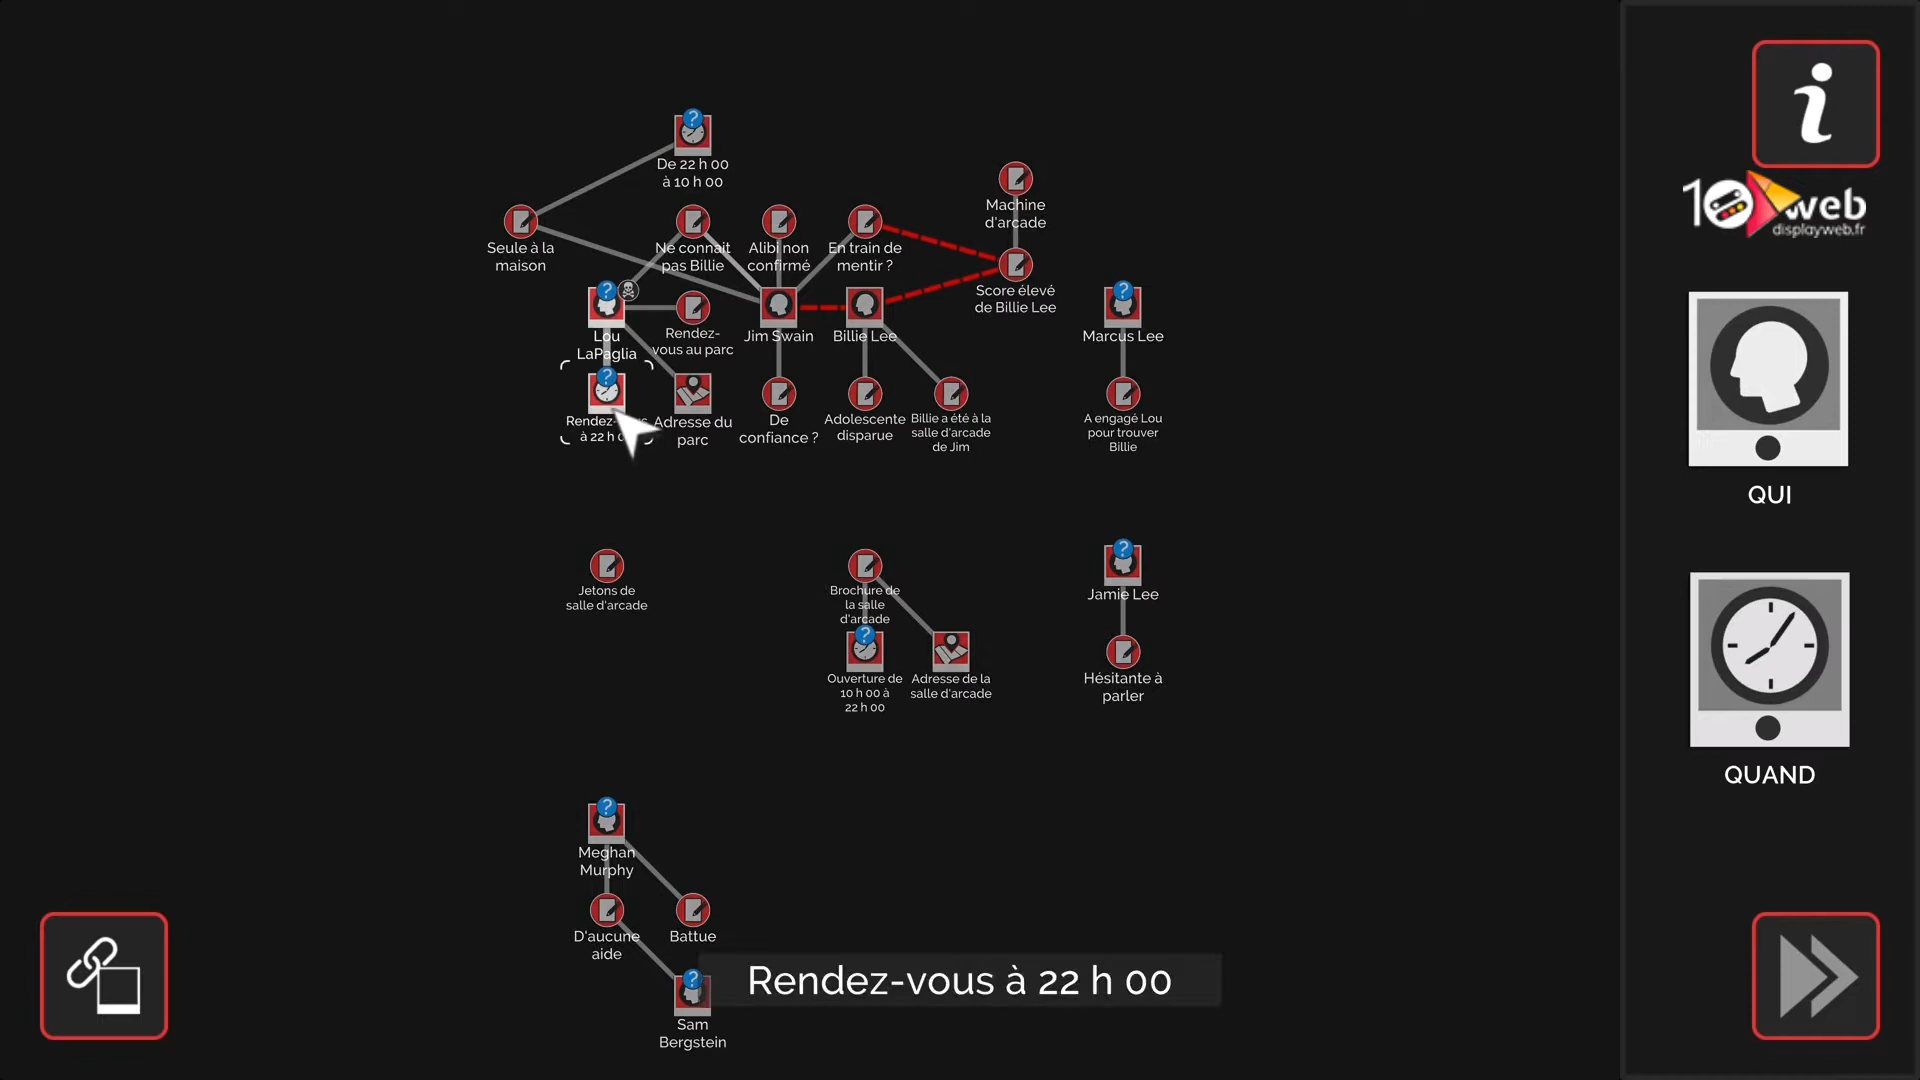 De 22 h 00
à 10 h 00
Machine
d'arcade
Seule à la
maison
Ne connait
pas Billie
Alibi non
confirmé
En train de
mentir ?
Score élevé
de Billie Lee
Lou
LaPaglia
Rendez-
vous au parc
Jim Swain
Billie Lee
Marcus Lee
Rendez-
à 22 h
Adresse du
parc
De
confiance ?
Adolescente
disparue
Billie a été à la
salle d'arcade
de Jim
A engagé Lou
pour trouver
Billie
Jetons de
salle d'arcade
Brochure de
la salle
d'arcade
Jamie Lee
Ouverture de
10 h 00 à
22 h 00
Adresse de la
salle d'arcade
Hésitante à
parler
Meghan
Murphy
D'aucune
aide
Battue
Sam
Bergstein
Rendez-vous à 22 h 00
i
10 web
displayweb.fr
QUI
QUAND